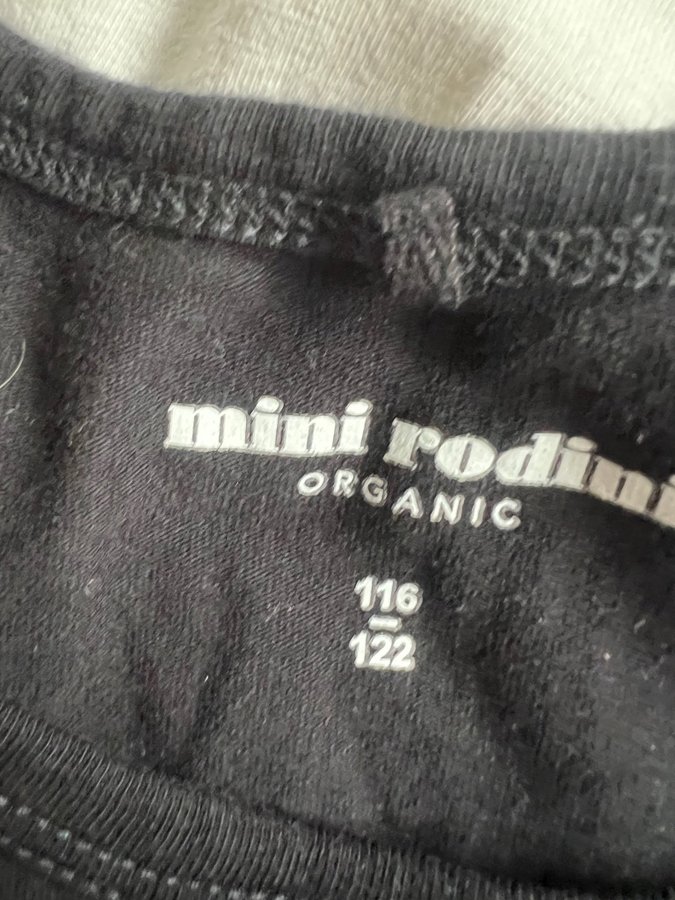 mini rodini
ORGANIC
116
–
122